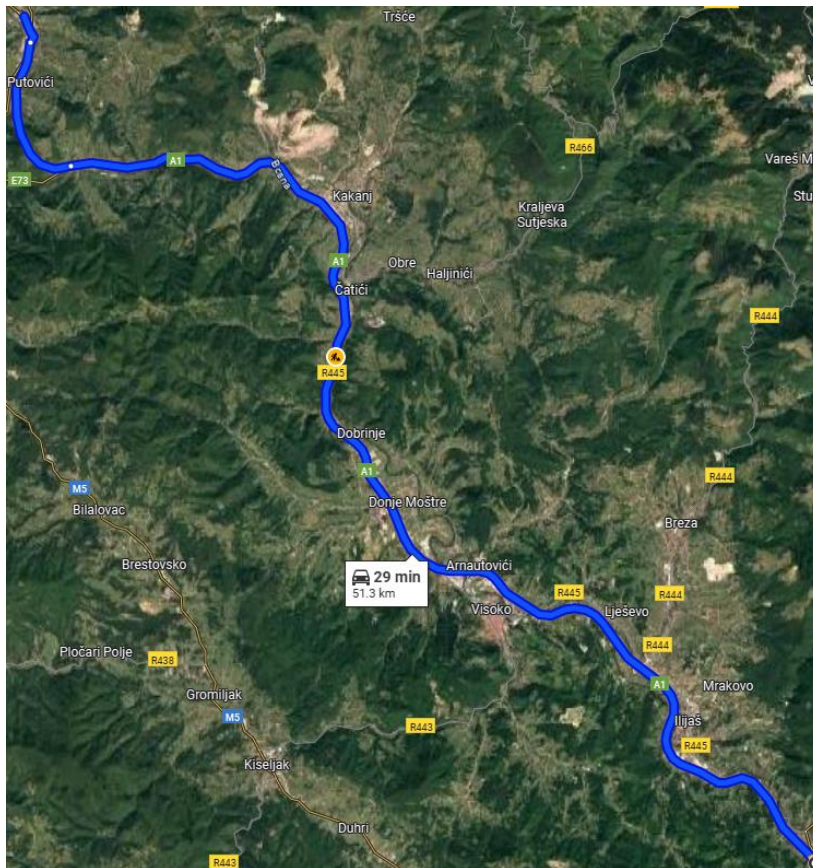 Tršće
Putovići
R466
A1
Vareš M
E73
Bosna
Kakanj
Stu
Kraljeva
Sutjeska
A1
Obre
Haljinići
Čatići
R444
R445
Dobrinje
A1
R444
M5
Donje Moštre
Bilalovac
Breza
Brestovsko
Arnautovići
29 min
51.3 km
R445
R444
Visoko
Lješevo
R444
Pločari Polje
R438
A1
Mrakovo
Gromiljak
M5
R443
Ilijaš
R445
Kiseljak
Duhri
R443